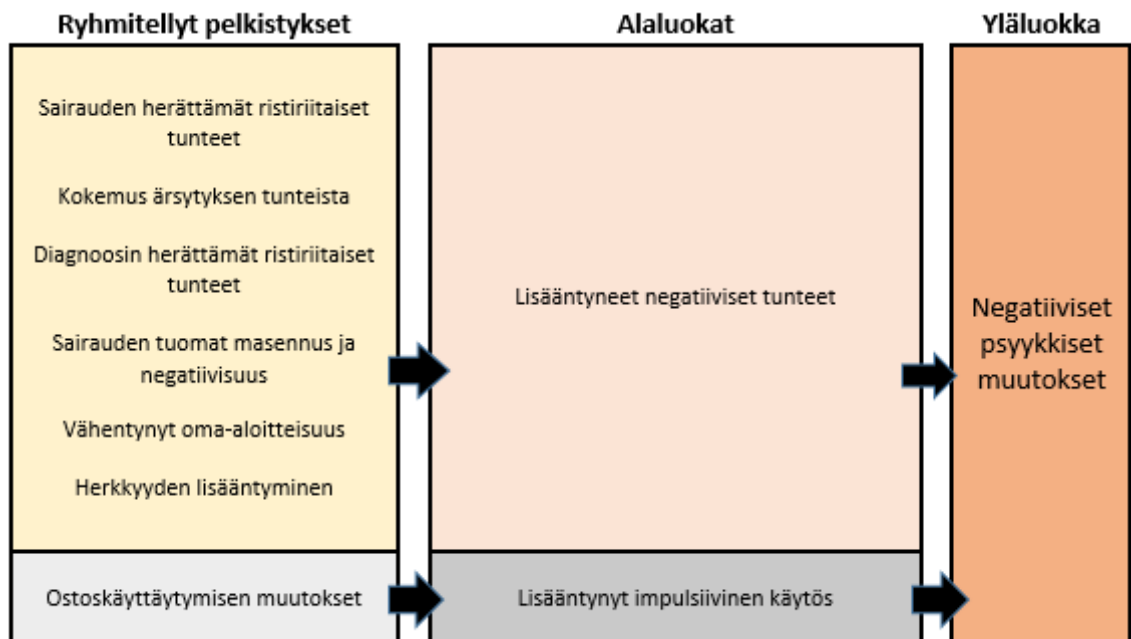 Ryhmitellyt pelkistykset
Alaluokat
Yläluokka
Sairauden herättämät ristiriitaiset
tunteet
Kokemus ärsytyksen tunteista
Diagnoosin herättämät ristiriitaiset
tunteet
Sairauden tuomat masennus ja
negatiivisuus
Vähentynyt oma-aloitteisuus
Herkkyyden lisääntyminen
Lisääntyneet negatiiviset tunteet
Negatiiviset
psyykkiset
muutokset
Ostoskäyttäytymisen muutokset
Lisääntynyt impulsiivinen käytös